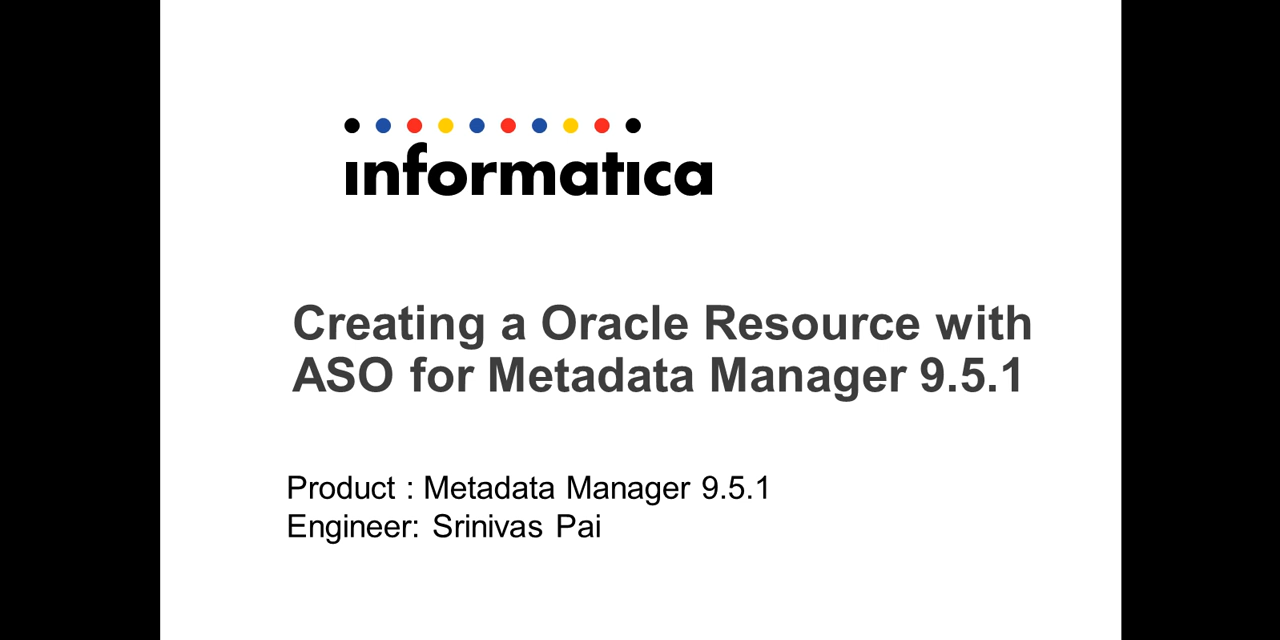 informatica
Creating a Oracle Resource with
ASO for Metadata Manager 9.5.1
Product : Metadata Manager 9.5.1
Engineer: Srinivas Pai